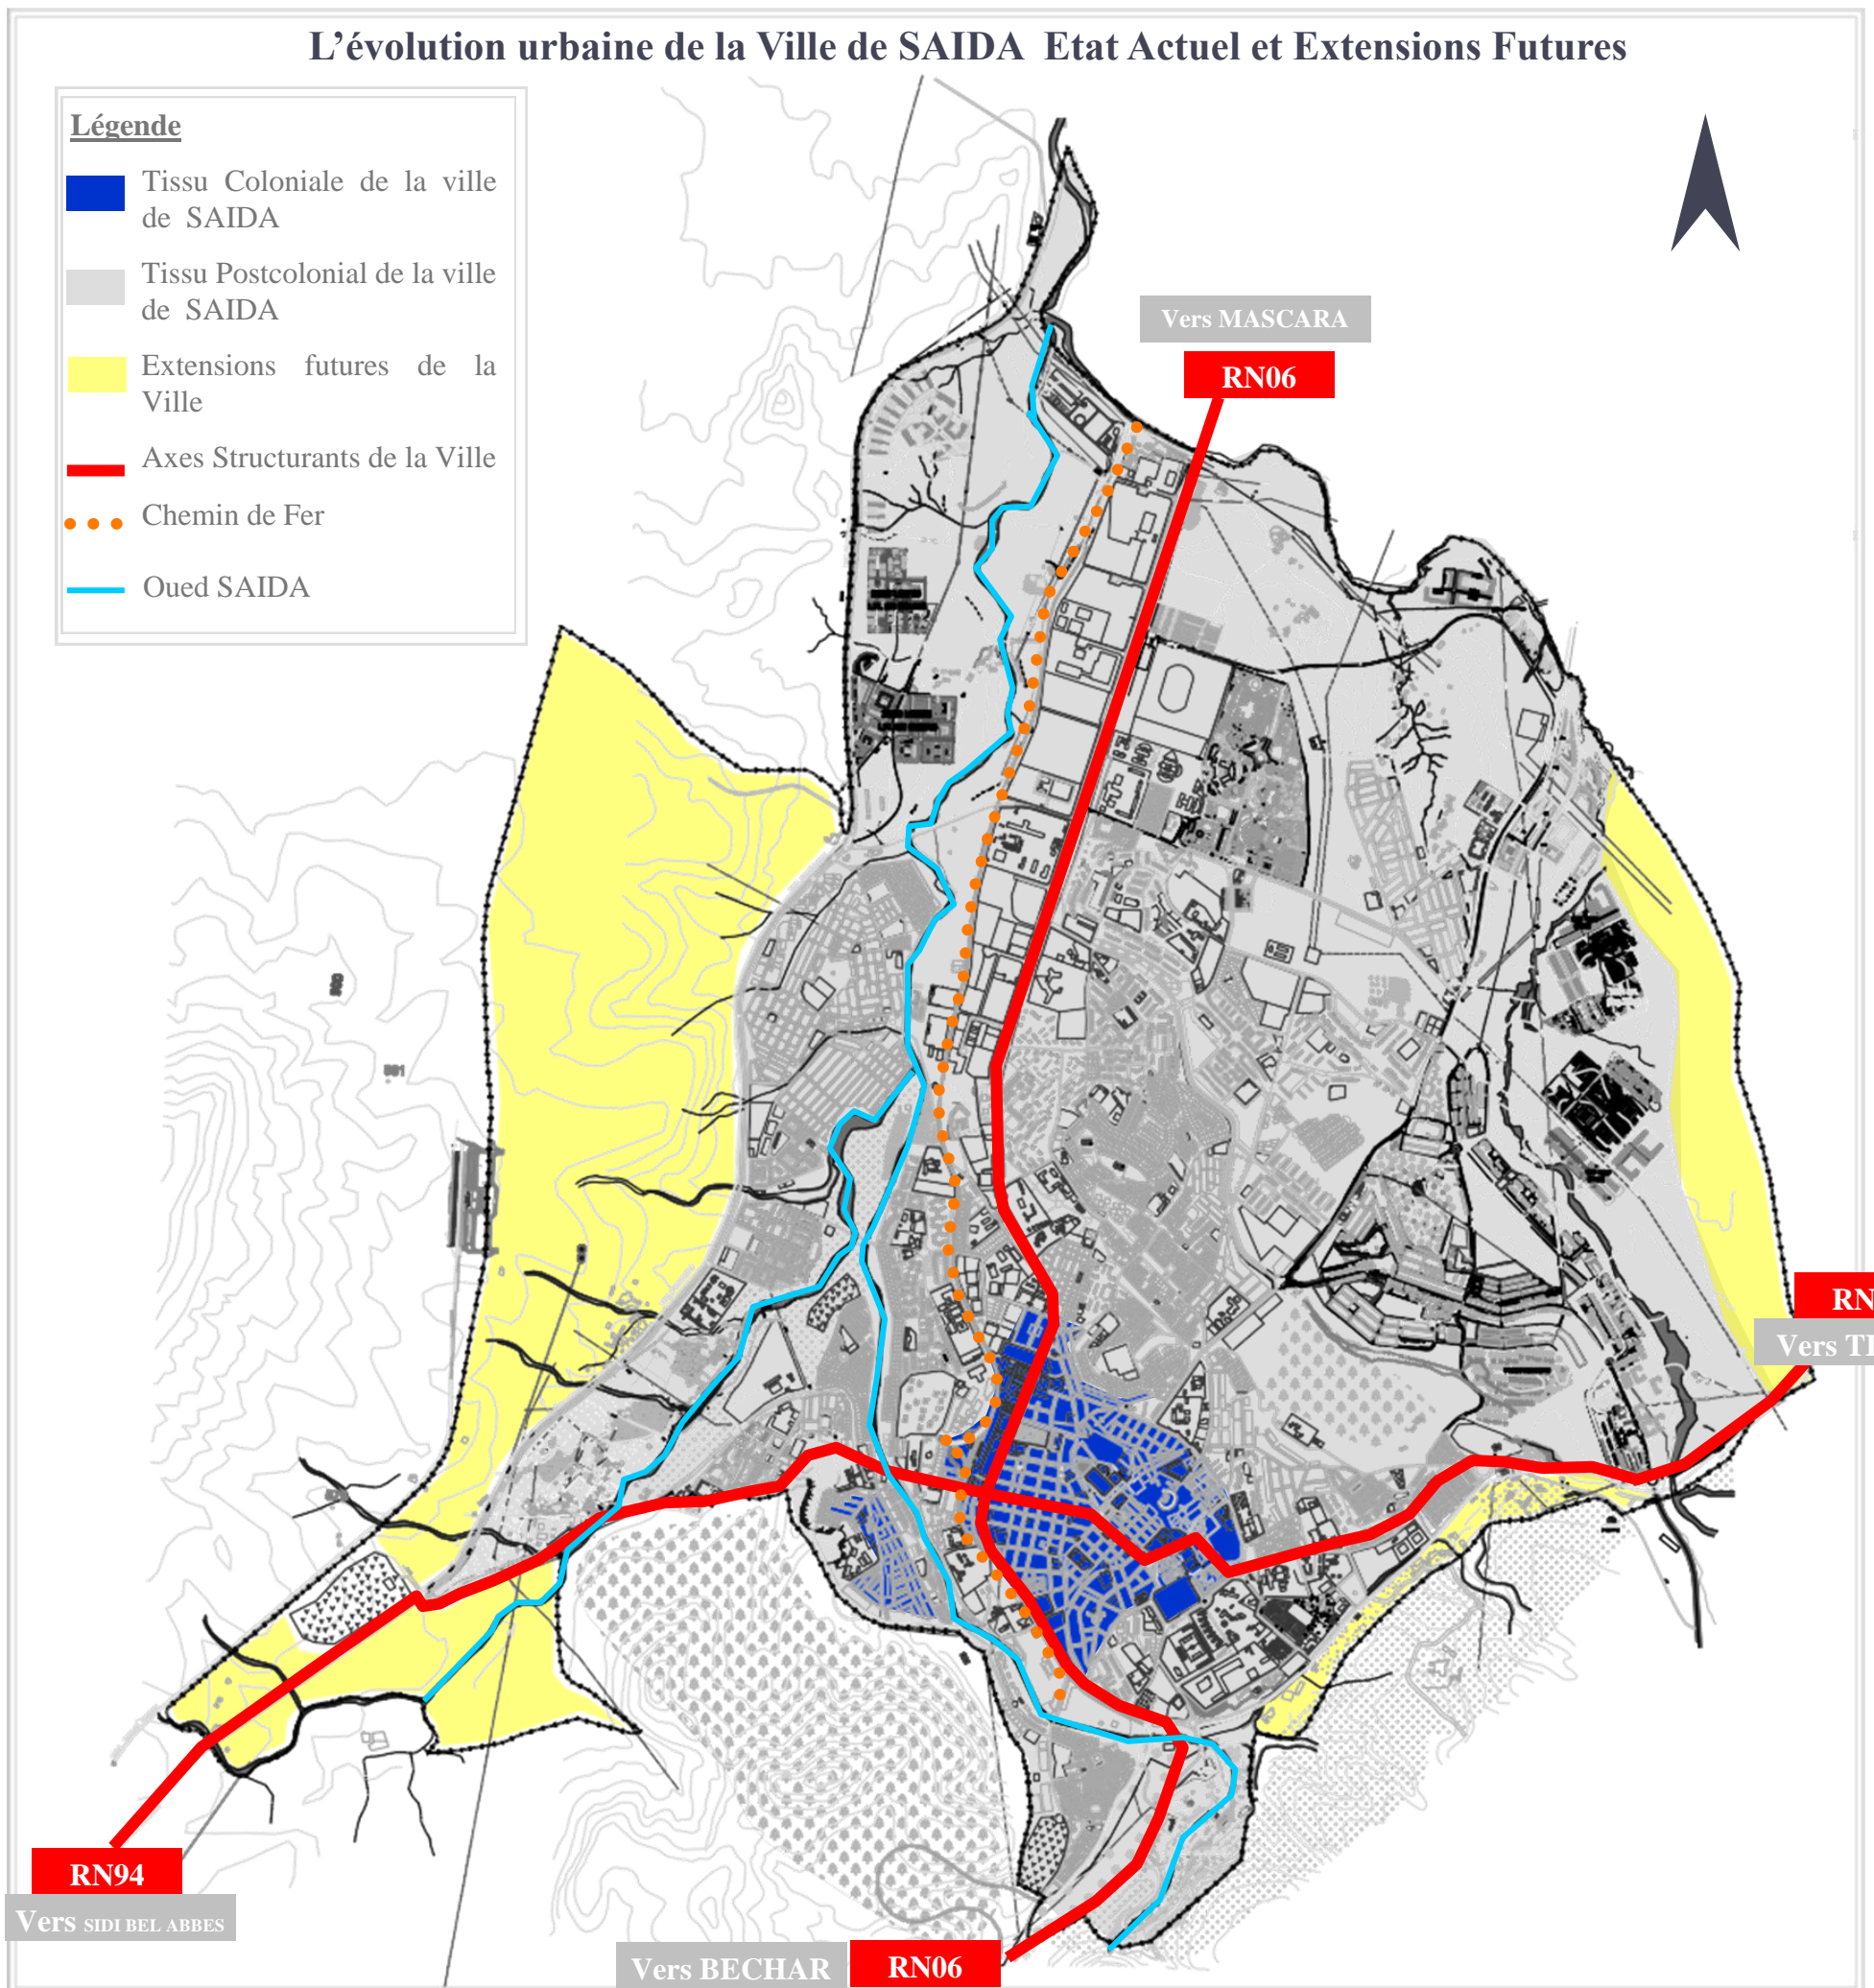 L’évolution urbaine de la Ville de SAIDA Etat Actuel et Extensions Futures
Légende
Tissu Coloniale de la ville
de SAIDA
Tissu Postcolonial de la ville
de SAIDA
Extensions futures de la
Ville
Axes Structurants de la Ville
Chemin de Fer
Oued SAIDA
Vers MASCARA
RN06
RN
Vers
RN94
Vers SIDI BEL ABBES
Vers BECHAR
RN06